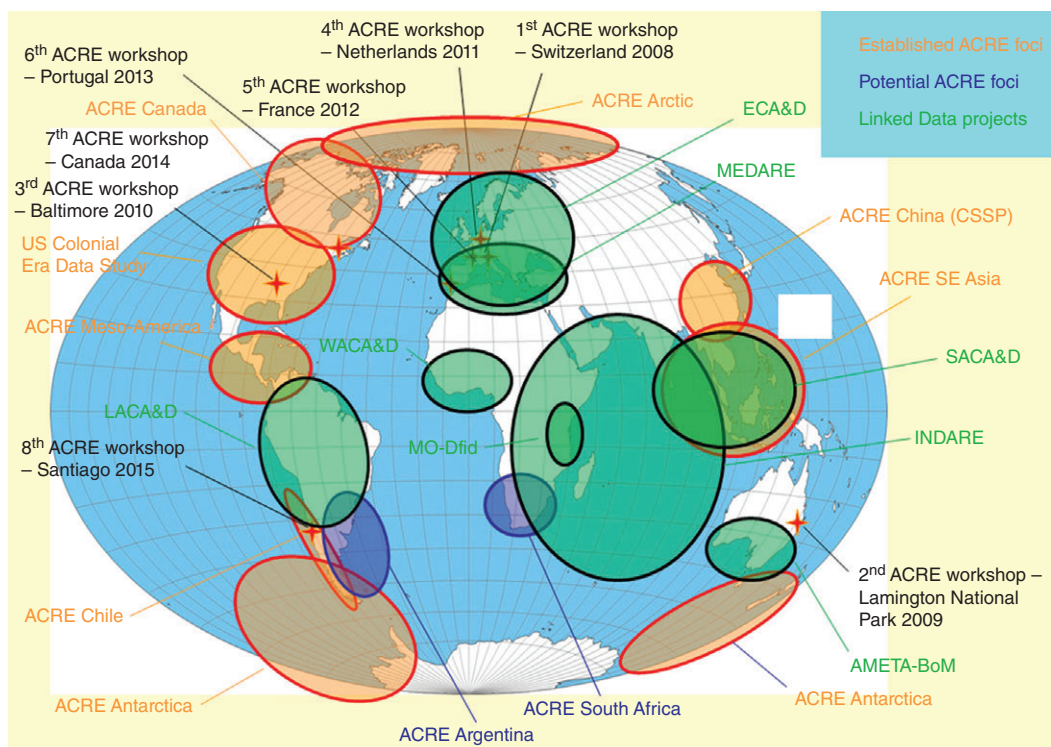 4th ACRE workshop
– Netherlands 2011
1st ACRE workshop
– Switzerland 2008
6th ACRE workshop
– Portugal 2013
5th ACRE workshop
– France 2012
ACRE Canada
ACRE Arctic
ECA&D
Established ACRE foci
Potential ACRE foci
Linked Data projects
7th ACRE workshop
– Canada 2014
3rd ACRE workshop
– Baltimore 2010
MEDARE
US Colonial
Era Data Study
ACRE China (CSSP)
ACRE SE Asia
ACRE Meso-America
WACA&D
SACA&D
LACA&D
MO-Dfid
INDARE
8th ACRE workshop
– Santiago 2015
2nd ACRE workshop –
Lamington National
Park 2009
ACRE Chile
AMETA-BoM
ACRE Antarctica
ACRE Antarctica
ACRE South Africa
ACRE Argentina